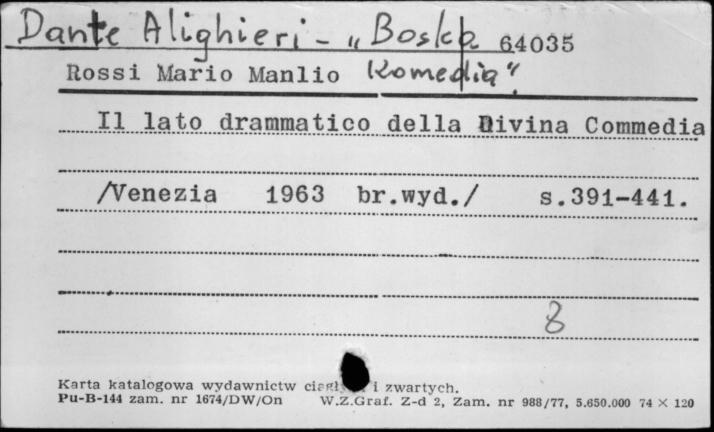 Dante Alighieri - „Boska 64035
Rossi Mario Manlio Komedia”
Il lato drammatico della Divina Commedia
/Venezia 1963 br.wyd./ s.391-441.
8
Karta katalogowa wydawnictw i zwartych.
Pu-B-144 zam. nr 1674/DW/On W.Z.Graf. Z-d 2, Zam. nr 988/77, 5.650.000 74 × 120